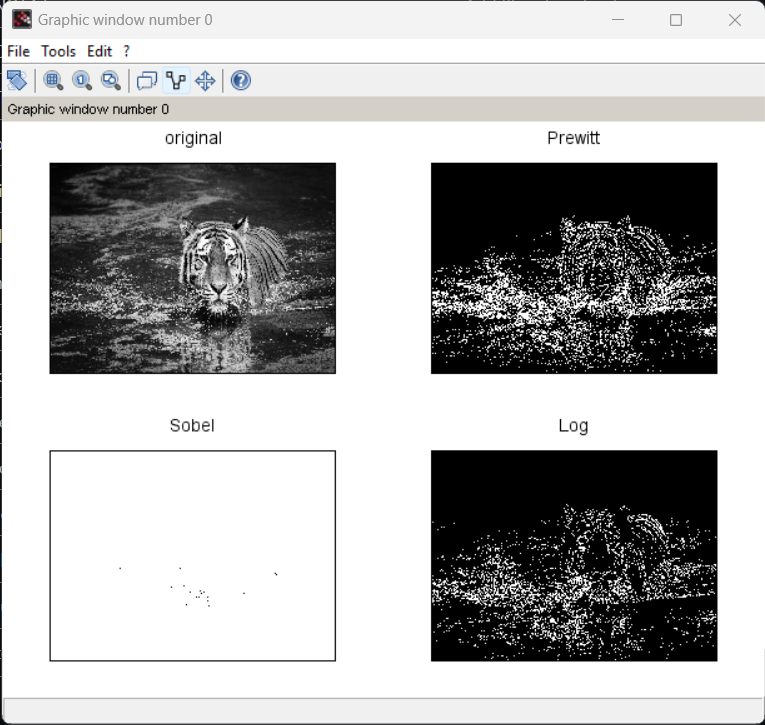 Graphic window number 0
File Tools Edit ?
Graphic window number 0
original
Prewitt
Sobel
Log